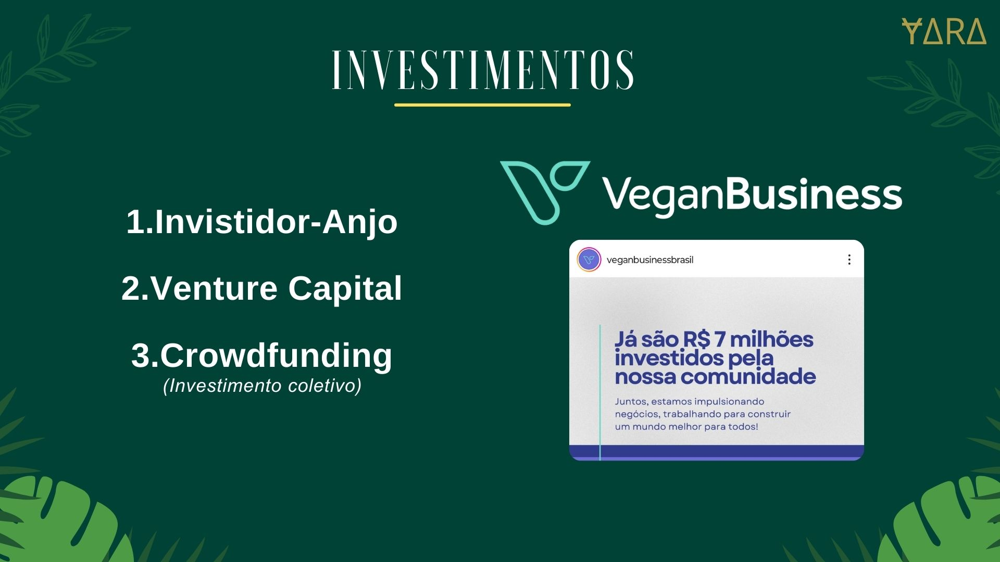 YARA
INVESTIMENTOS
1.Invistidor-Anjo
2.Venture Capital
3.Crowdfunding
(Investimento coletivo)
VeganBusiness
veganbusinessbrasil
Já são R$ 7 milhões
investidos pela
nossa comunidade
Juntos, estamos impulsionando
negócios, trabalhando para construir
um mundo melhor para todos!